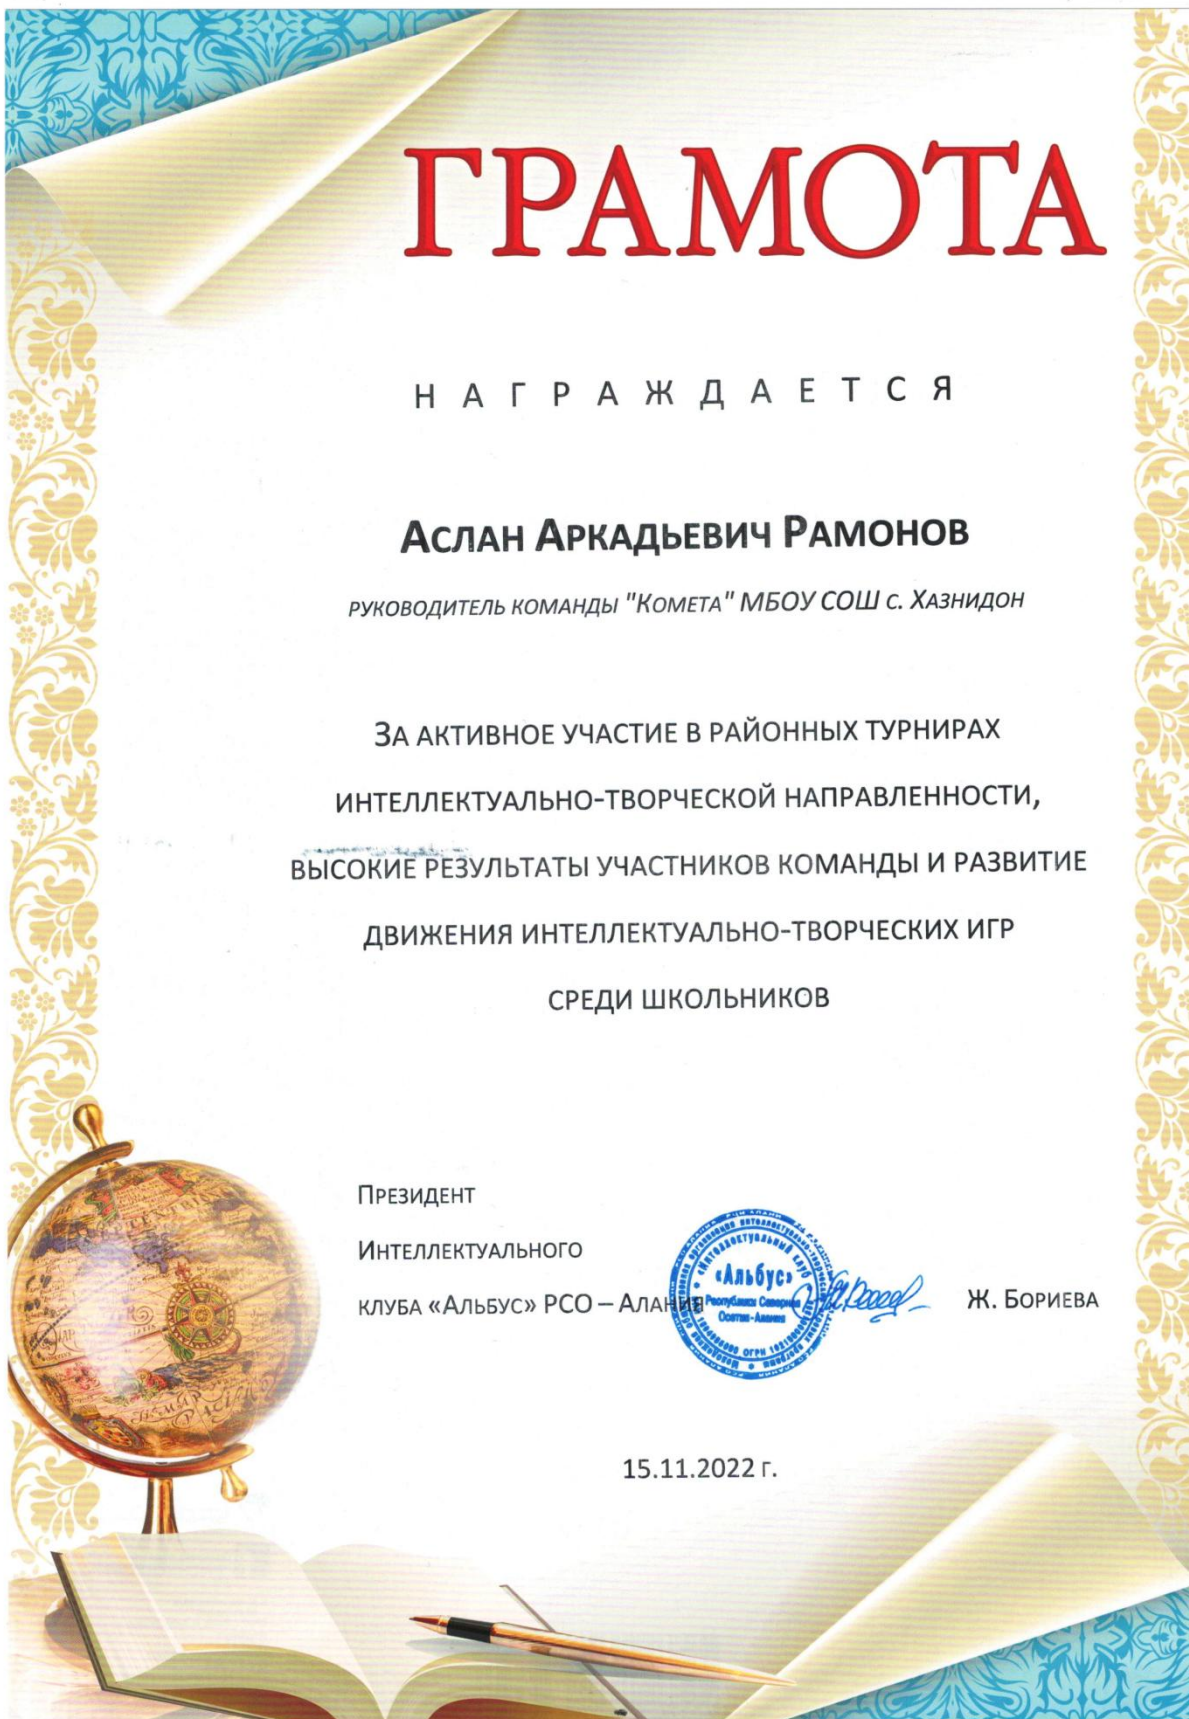 ГРАМОТА
НАГРАЖДАЕТСЯ
Аслан Аркадьевич Рамонов
руководитель команды "Комета" МБОУ СОШ с. Хазнидон
За активное участие в районных турнирах
интеллектуально-творческой направленности,
высокие результаты участников команды и развитие
движения интеллектуально-творческих игр
среди школьников
Президент
Интеллектуального
клуба «Альбус» РСО – Алания
Ж. Бориева
«Интеллектуальный клуб
«Альбус»
Республики Северная
Осетия-Алания
15.11.2022 г.